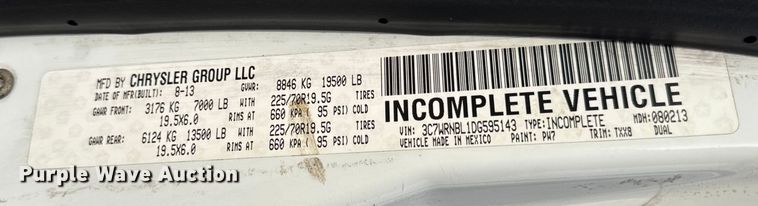 MFD BY CHRYSLER GROUP LLC
DATE OF MFR(BUILT): 8-13 GVWR: 8846 KG 19500 LB
GAWR FRONT: 3176 KG 7000 LB WITH 225/70R19.5G TIRES
19.5X6.0 RIMS AT 660 KPA ( 95 PSI) COLD
GAWR REAR: 6124 KG 13500 LB WITH 225/70R19.5G TIRES
19.5X6.0 RIMS AT 660 KPA ( 95 PSI) COLD
INCOMPLETE VEHICLE
VIN: 3C7WRNBL1DG595143 TYPE: INCOMPLETE MDH: 080213
VEHICLE MADE IN MEXICO PAINT: PW7 TRIM: TXX8 DUAL
Purple Wave Auction